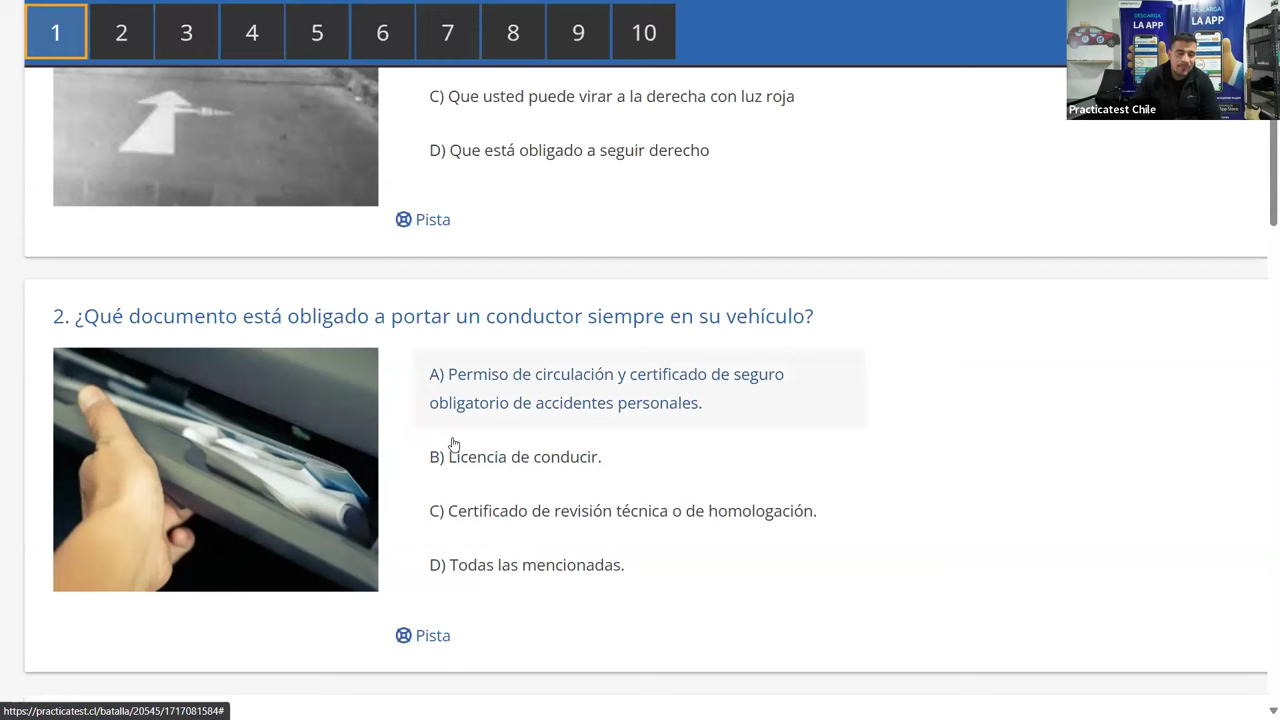 1 2 3 4 5 6 7 8 9 10
DESCARGA
LA APP
DESCARGA
LA APP
Practicatest Chile
C) Que usted puede virar a la derecha con luz roja
D) Que está obligado a seguir derecho
Pista
2. ¿Qué documento está obligado a portar un conductor siempre en su vehículo?
A) Permiso de circulación y certificado de seguro
obligatorio de accidentes personales.
B) Licencia de conducir.
C) Certificado de revisión técnica o de homologación.
D) Todas las mencionadas.
Pista
https://practicatest.cl/batalla/20545/1717081584#